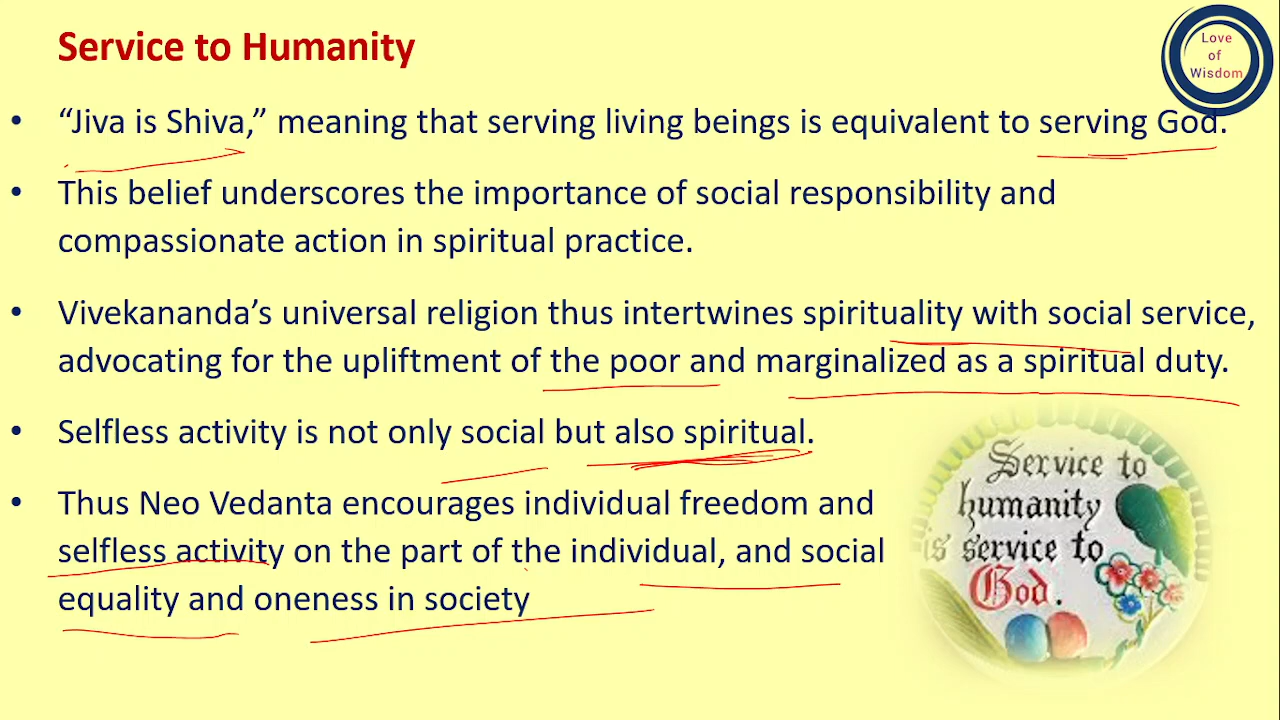 Service to Humanity
Love
of
Wisdom
• “Jiva is Shiva,” meaning that serving living beings is equivalent to serving God.
• This belief underscores the importance of social responsibility and
compassionate action in spiritual practice.
• Vivekananda’s universal religion thus intertwines spirituality with social service,
advocating for the upliftment of the poor and marginalized as a spiritual duty.
• Selfless activity is not only social but also spiritual.
• Thus Neo Vedanta encourages individual freedom and
selfless activity on the part of the individual, and social
equality and oneness in society
Service to
humanity
is service to
God.